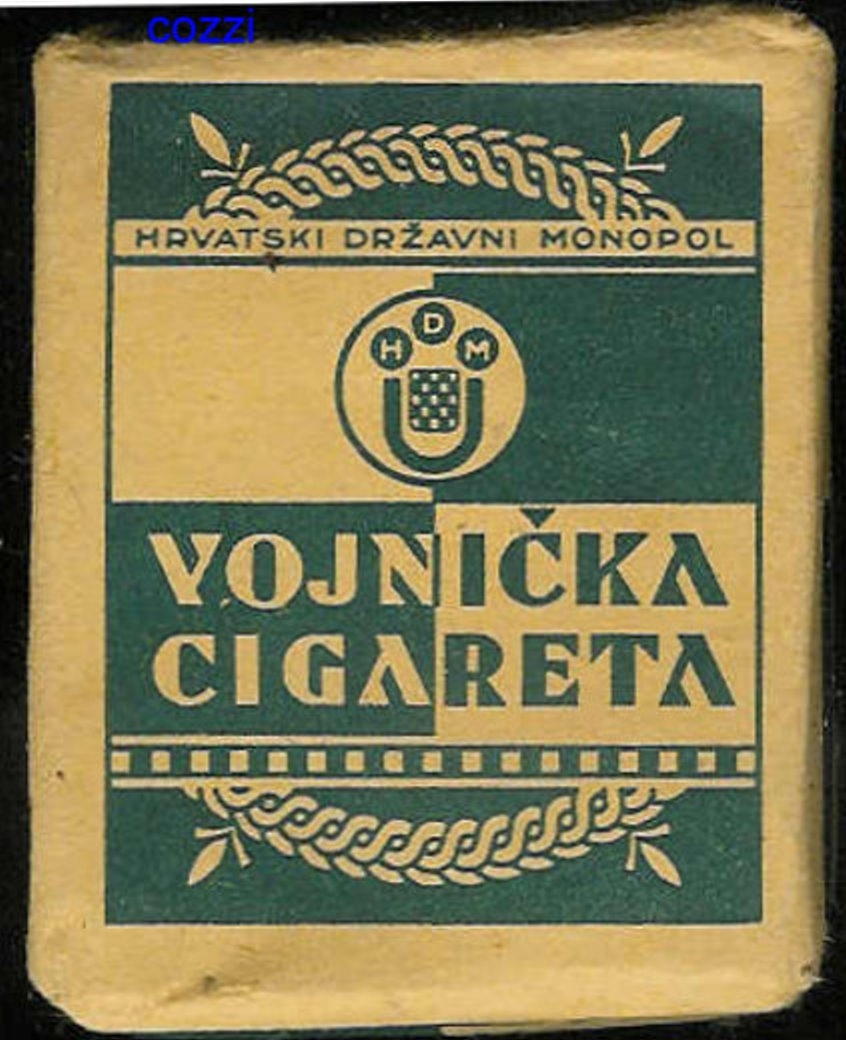 cozzi
HRVATSKI DRŽAVNI MONOPOL
H D M
U
VOJNIČKA
CIGARETA